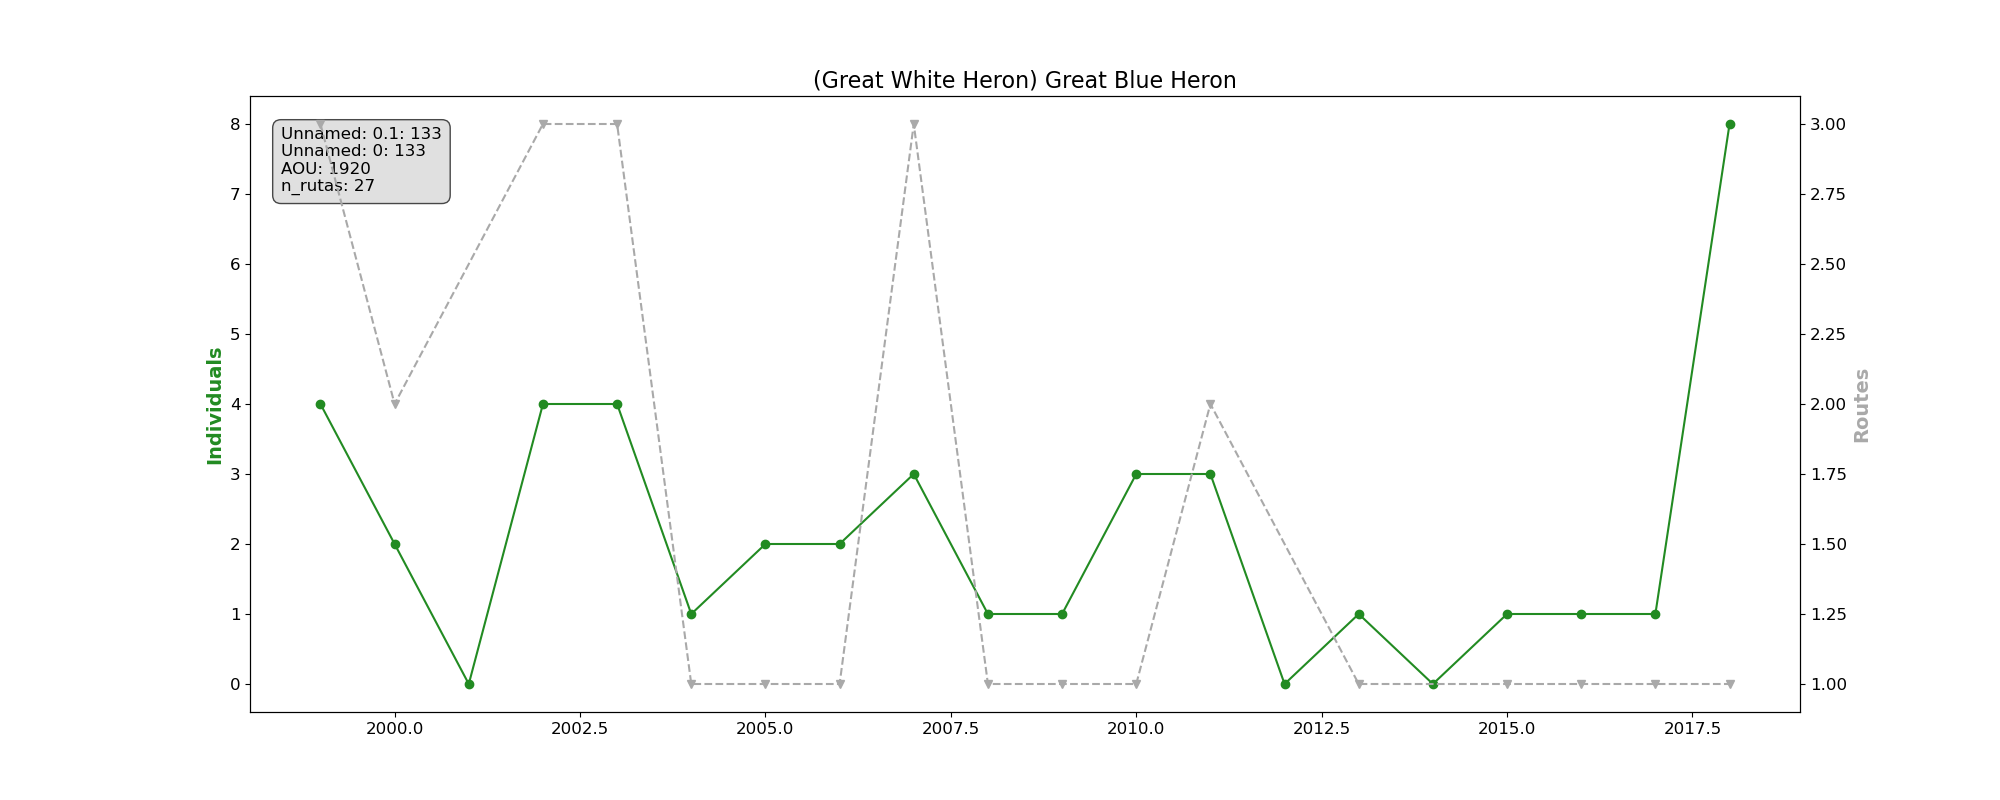 (Great White Heron) Great Blue Heron
Unnamed: 0.1: 133
Unnamed: 0: 133
AOU: 1920
n_rutas: 27
8
7
6
5
4
3
2
1
0
Individuals
3.00
2.75
2.50
2.25
2.00
1.75
1.50
1.25
1.00
Routes
2000.0 2002.5 2005.0 2007.5 2010.0 2012.5 2015.0 2017.5